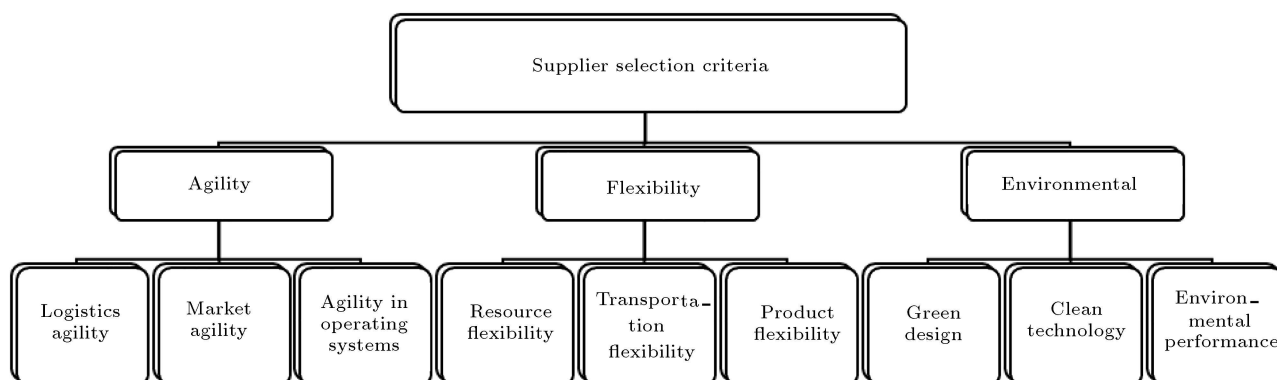 Supplier selection criteria
Agility
Flexibility
Environmental
Logistics
agility
Market
agility
Agility in
operating
systems
Resource
flexibility
Transporta-
tion
flexibility
Product
flexibility
Green
design
Clean
technology
Environ-
mental
performance